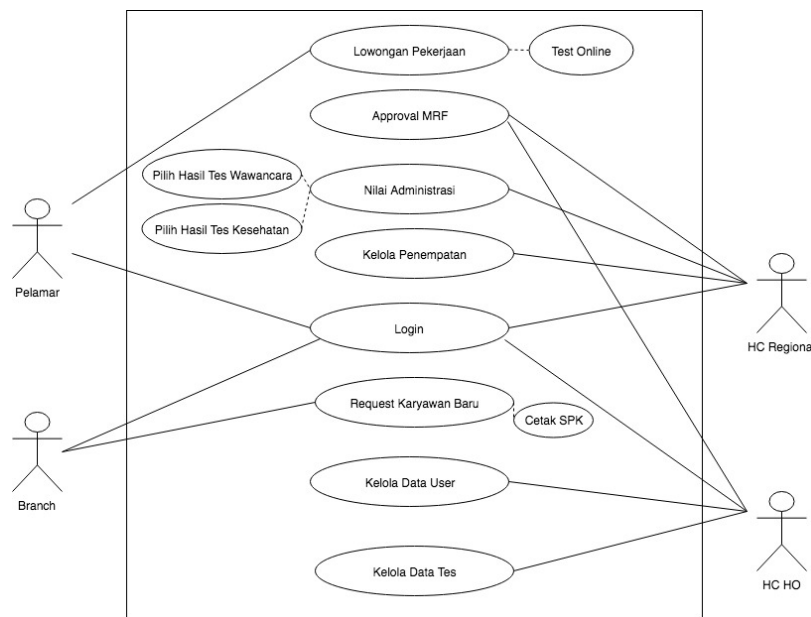 Lowongan Pekerjaan
Test Online
Approval MRF
Pilih Hasil Tes Wawancara
Nilai Administrasi
Pilih Hasil Tes Kesehatan
Kelola Penempatan
Pelamar
Login
HC Regiona
Request Karyawan Baru
Cetak SPK
Kelola Data User
Branch
Kelola Data Tes
HC HO